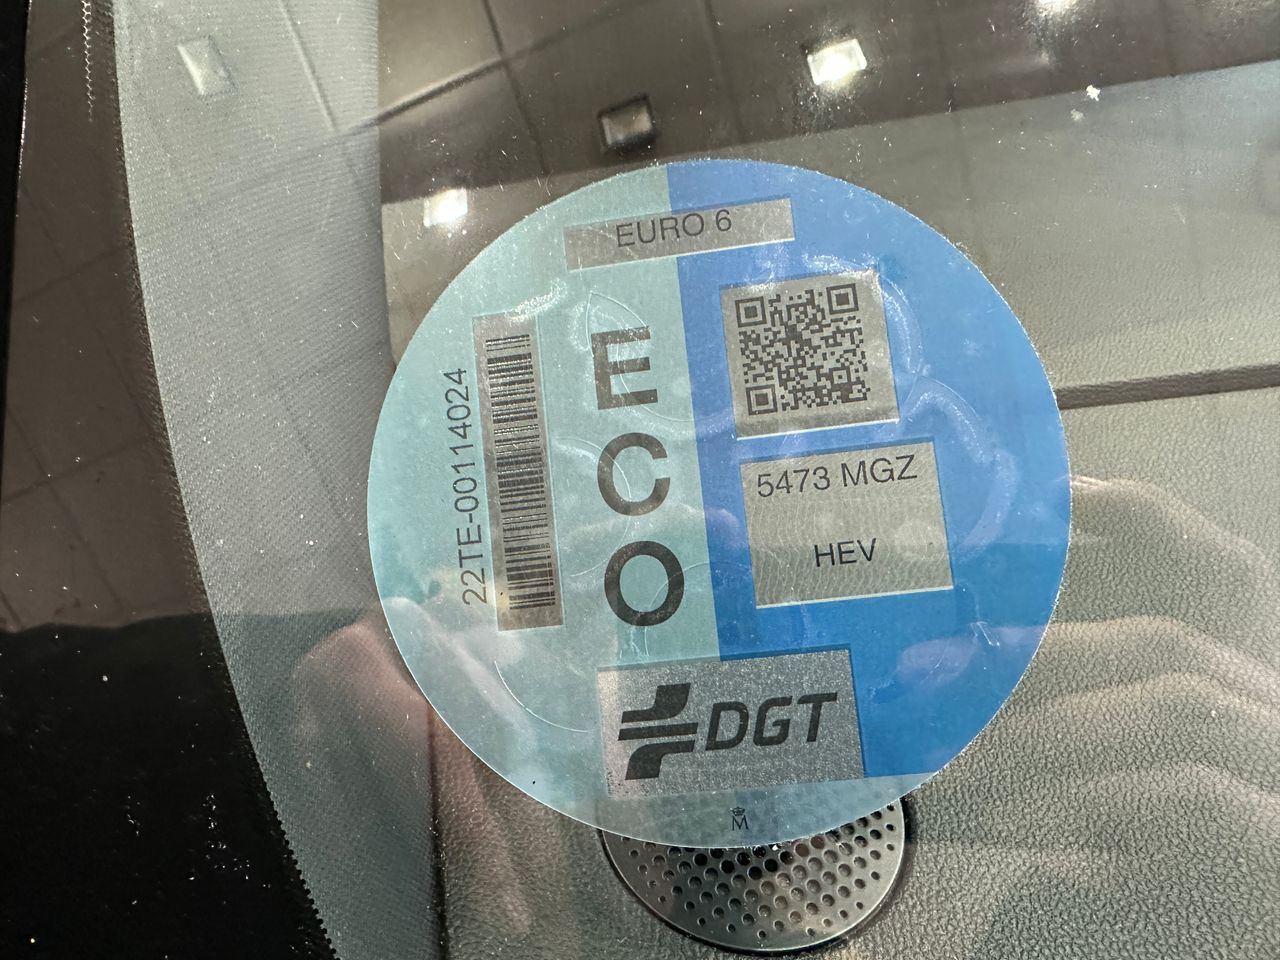 EURO 6
22TE-00114024
ECO
5473 MGZ
HEV
DGT
M